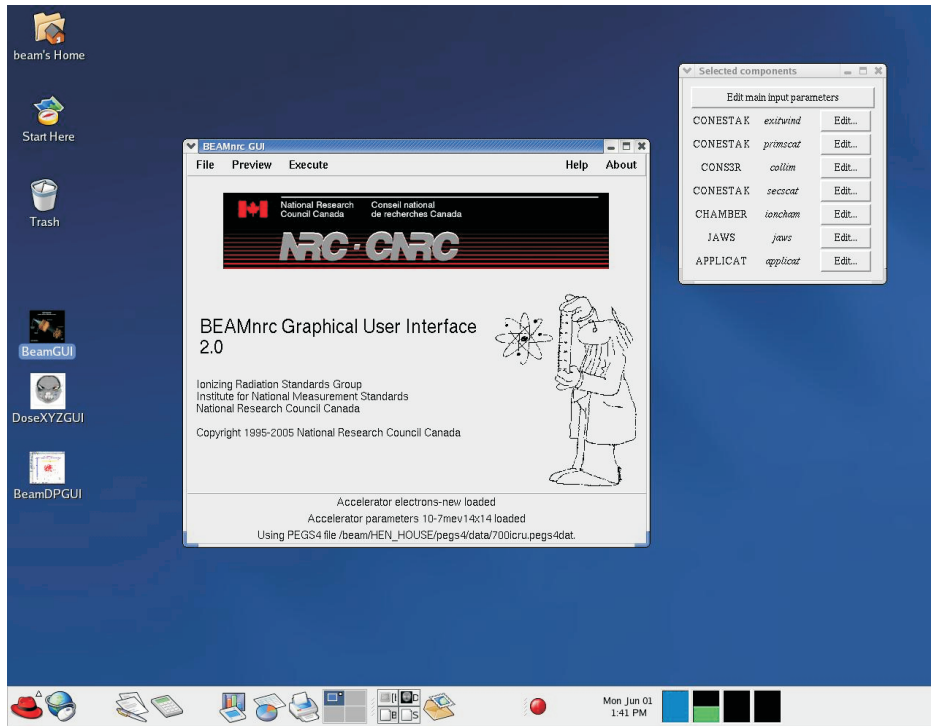 beam's Home
Start Here
Trash
BeamGUI
DoseXYZGUI
BeamDPGUI
BEAMnrc GUI
File Preview Execute Help About
National Research Conseil national
Council Canada de recherches Canada
NRC·CNRC
BEAMnrc Graphical User Interface
2.0
Ionizing Radiation Standards Group
Institute for National Measurement Standards
National Research Council Canada
Copyright 1995-2005 National Research Council Canada
Accelerator electrons-new loaded
Accelerator parameters 10-7mev14x14 loaded
Using PEGS4 file /beam/HEN_HOUSE/pegs4/data/700icru.pegs4dat.
Selected components
Edit main input parameters
CONESTAK exitwind Edit...
CONESTAK primscat Edit...
CONS3R collim Edit...
CONESTAK secscat Edit...
CHAMBER ioncham Edit...
JAWS jaws Edit...
APPLICAT applicat Edit...
Mon Jun 01
1:41 PM